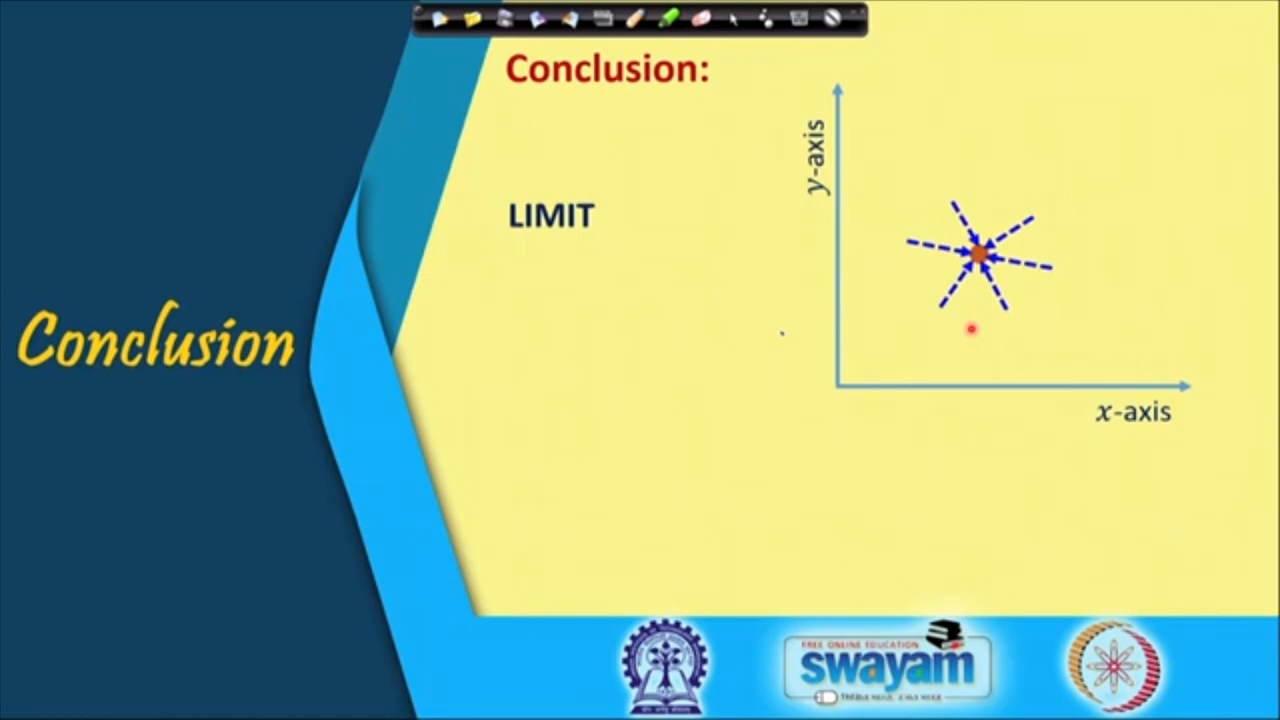 Conclusion:
y-axis
LIMIT
Conclusion
x-axis
FREE ONLINE EDUCATION
swayam